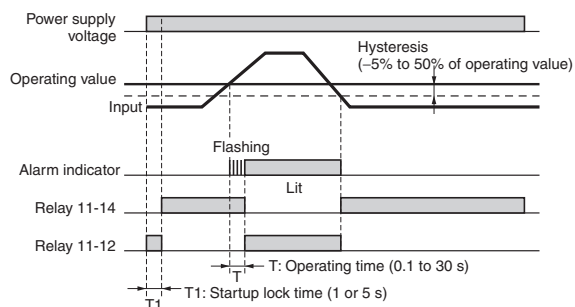 Power supply
voltage
Hysteresis
(−5% to 50% of operating value)
Operating value
Input
Flashing
Alarm indicator
Lit
Relay 11-14
Relay 11-12
T
T: Operating time (0.1 to 30 s)
T1
T1: Startup lock time (1 or 5 s)